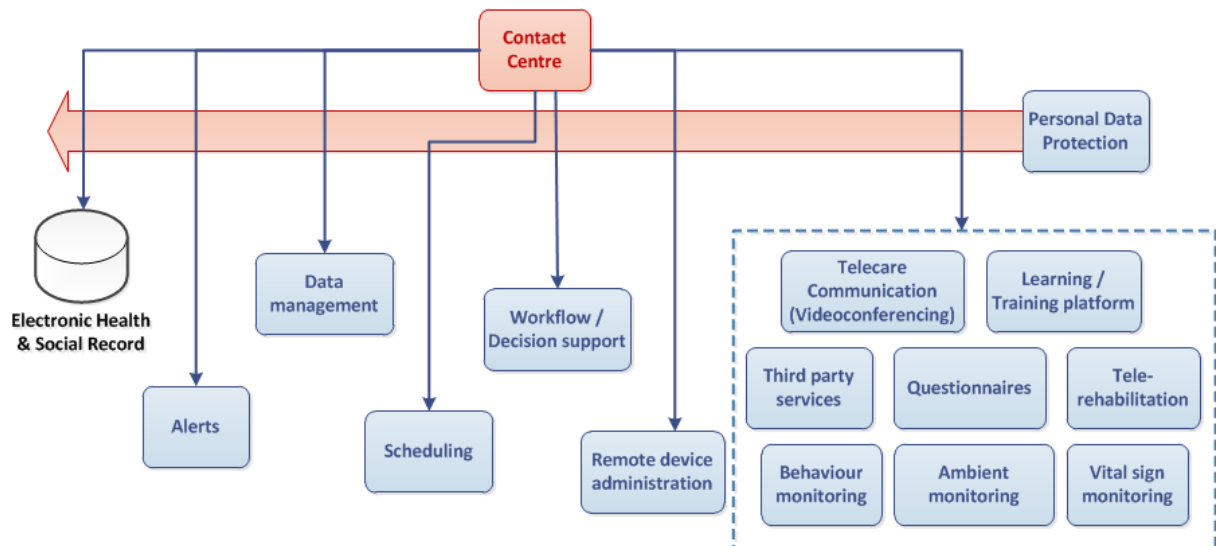 Contact
Centre
Personal Data
Protection
Electronic Health
& Social Record
Alerts
Data
management
Scheduling
Workflow /
Decision support
Remote device
administration
Telecare
Communication
(Videoconferencing)
Learning /
Training platform
Third party
services
Questionnaires
Tele-
rehabilitation
Behaviour
monitoring
Ambient
monitoring
Vital sign
monitoring